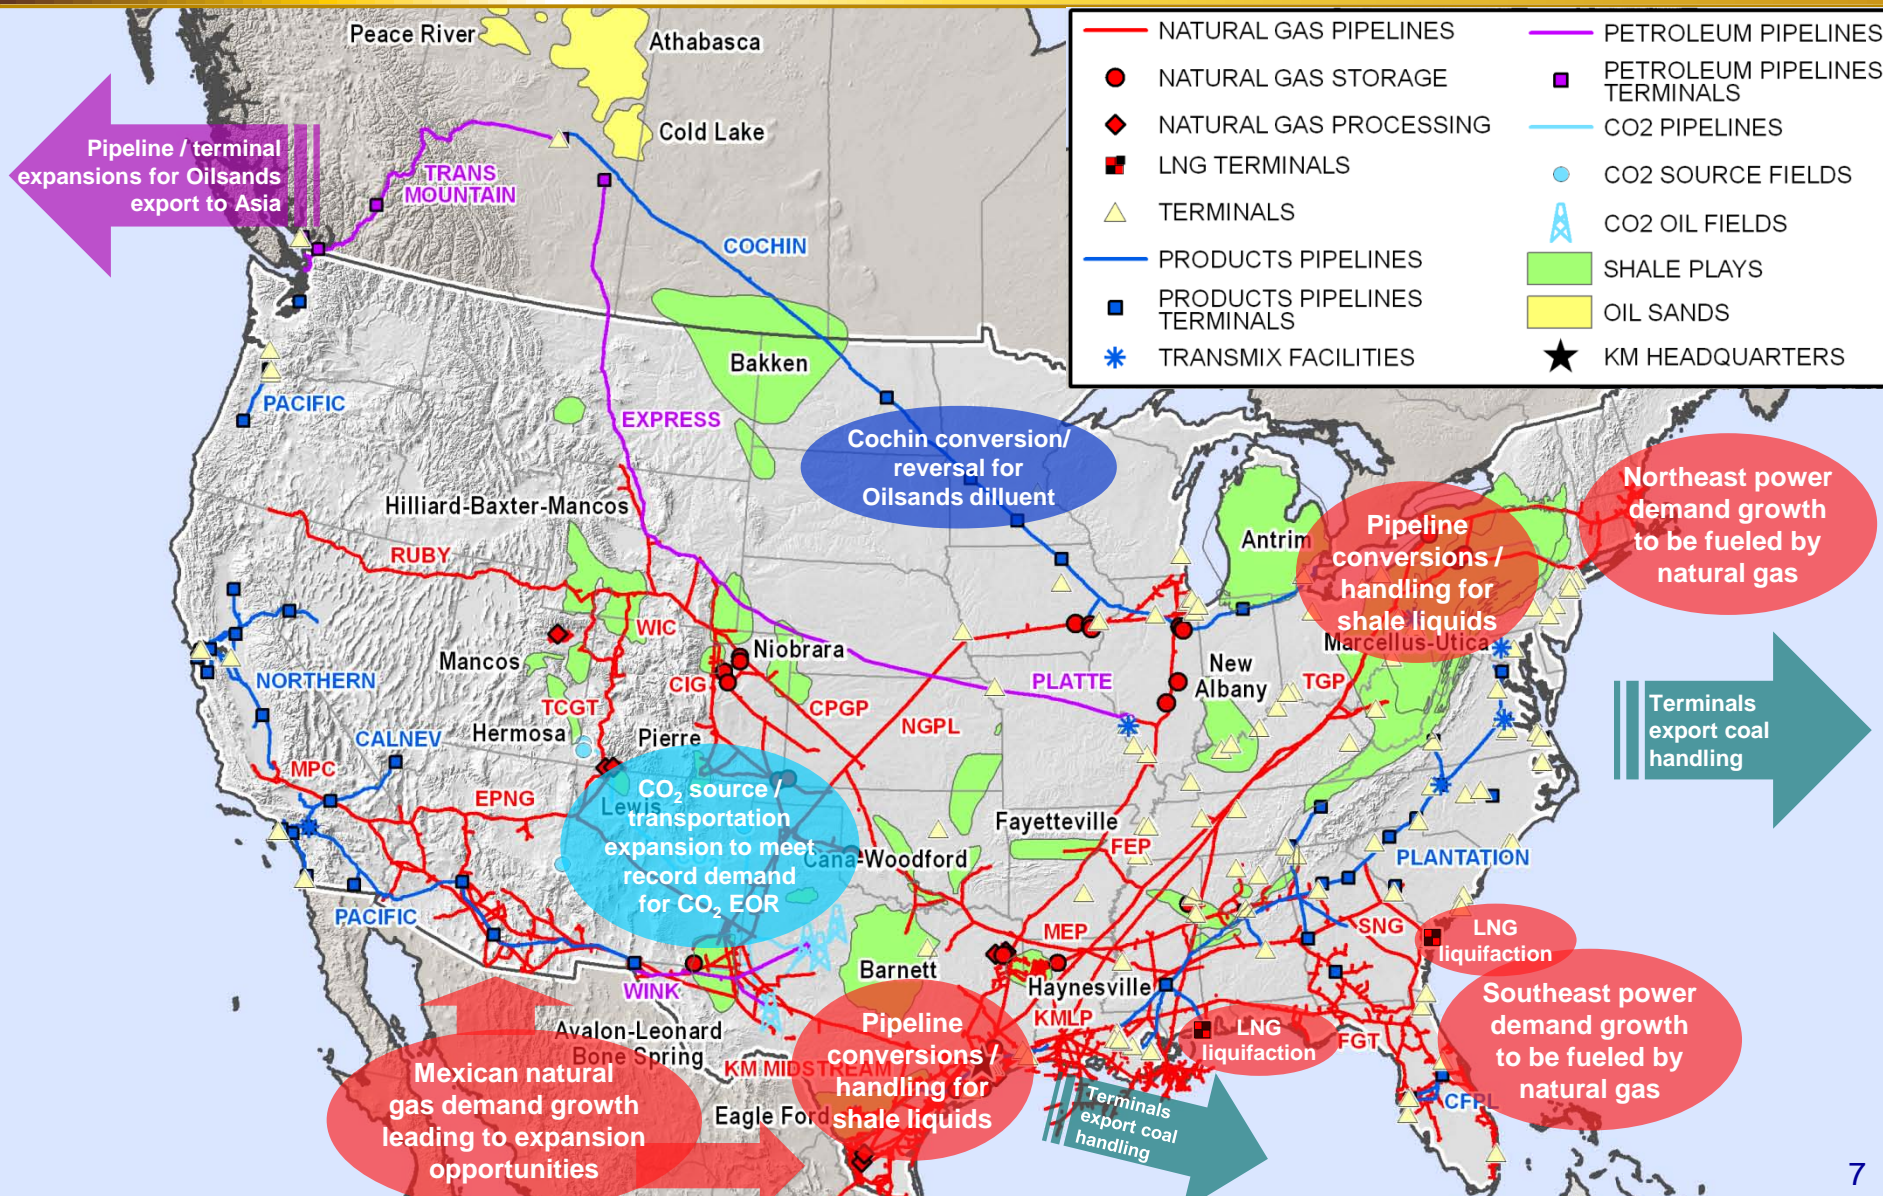 Peace River
Athabasca
Cold Lake
NATURAL GAS PIPELINES
NATURAL GAS STORAGE
NATURAL GAS PROCESSING
LNG TERMINALS
TERMINALS
PRODUCTS PIPELINES
PRODUCTS PIPELINES
TERMINALS
TRANSMIX FACILITIES
PETROLEUM PIPELINES
PETROLEUM PIPELINES
TERMINALS
CO2 PIPELINES
CO2 SOURCE FIELDS
CO2 OIL FIELDS
SHALE PLAYS
OIL SANDS
KM HEADQUARTERS
Pipeline / terminal
expansions for Oilsands
export to Asia
TRANS
MOUNTAIN
COCHIN
Bakken
PACIFIC
EXPRESS
Cochin conversion/
reversal for
Oilsands dilluent
Hilliard-Baxter-Mancos
RUBY
Antrim
Pipeline
conversions /
handling for
shale liquids
Northeast power
demand growth
to be fueled by
natural gas
Marcellus-Utica
WIC
Niobrara
Mancos
NORTHERN
CIG
TCGT
CPGP
NGPL
PLATTE
New
Albany
TGP
Terminals
export coal
handling
Hermosa
Pierre
CALNEV
MPC
EPNG
Lewis
CO2 source /
transportation
expansion to meet
record demand
for CO2 EOR
Cana-Woodford
Fayetteville
FEP
PLANTATION
PACIFIC
WINK
Barnett
MEP
Haynesville
KMLP
SNG
LNG
liquifaction
LNG
liquifaction
FGT
Southeast power
demand growth
to be fueled by
natural gas
CFPL
Avalon-Leonard
Bone Spring
KM MIDSTREAM
Eagle Ford
Pipeline
conversions /
handling for
shale liquids
Mexican natural
gas demand growth
leading to expansion
opportunities
Terminals
export coal
handling
7